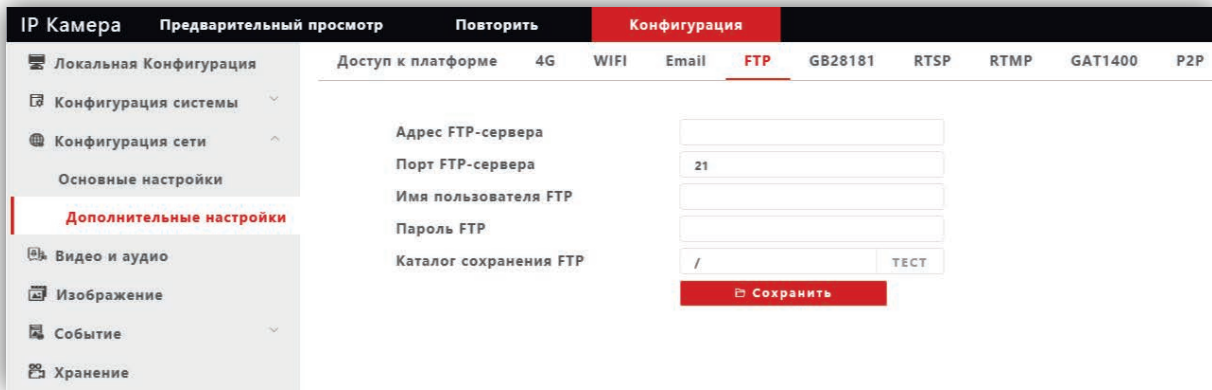 IP Камера Предварительный просмотр Повторить Конфигурация
Локальная Конфигурация
Конфигурация системы
Конфигурация сети
Основные настройки
Дополнительные настройки
Видео и аудио
Изображение
Событие
Хранение
Доступ к платформе 4G WIFI Email FTP GB28181 RTSP RTMP GAT1400 P2P
Адрес FTP-сервера
Порт FTP-сервера 21
Имя пользователя FTP
Пароль FTP
Каталог сохранения FTP / ТЕСТ
Сохранить